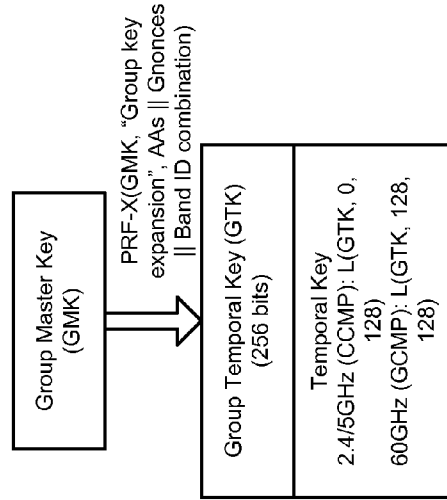 Group Master Key
(GMK)
PRF-X(GMK, "Group key
expansion", AAs || Gnonces
|| Band ID combination)
Group Temporal Key (GTK)
(256 bits)
Temporal Key
2.4/5GHz (CCMP): L(GTK, 0,
128)
60GHz (GCMP): L(GTK, 128,
128)